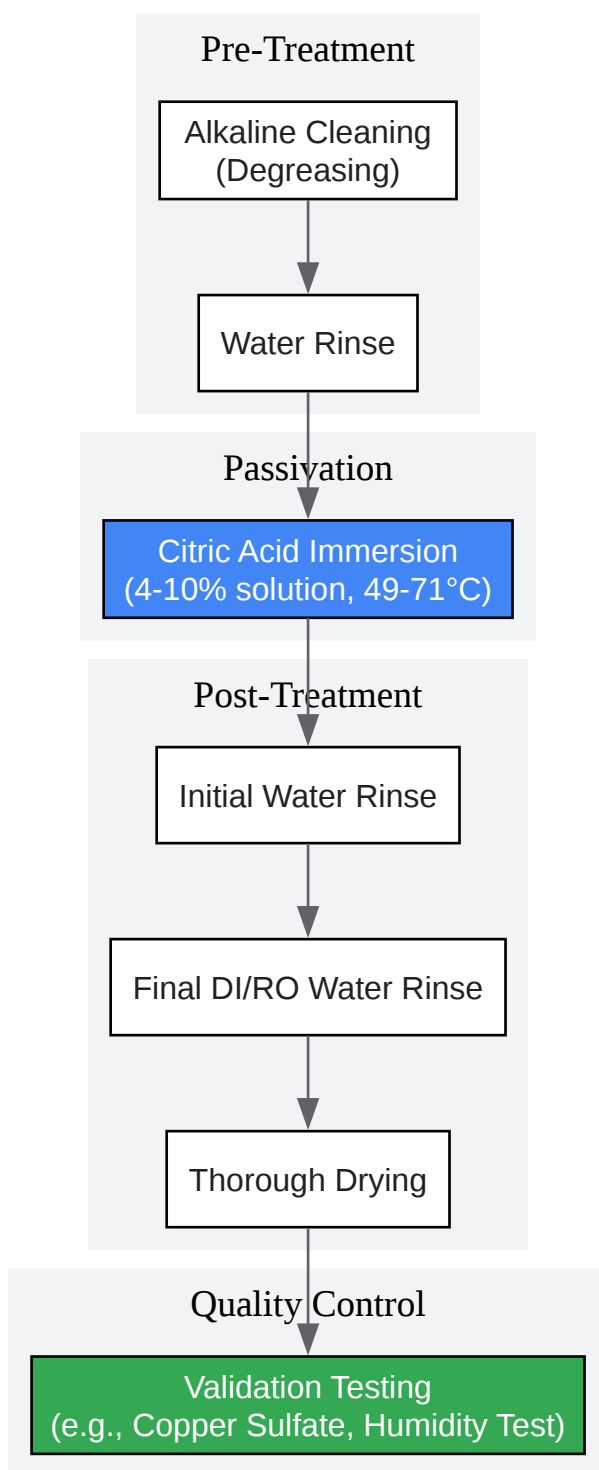 Pre-Treatment
Alkaline Cleaning
(Degreasing)
Water Rinse
Passivation
Citric Acid Immersion
(4-10% solution, 49-71°C)
Post-Treatment
Initial Water Rinse
Final DI/RO Water Rinse
Thorough Drying
Quality Control
Validation Testing
(e.g., Copper Sulfate, Humidity Test)